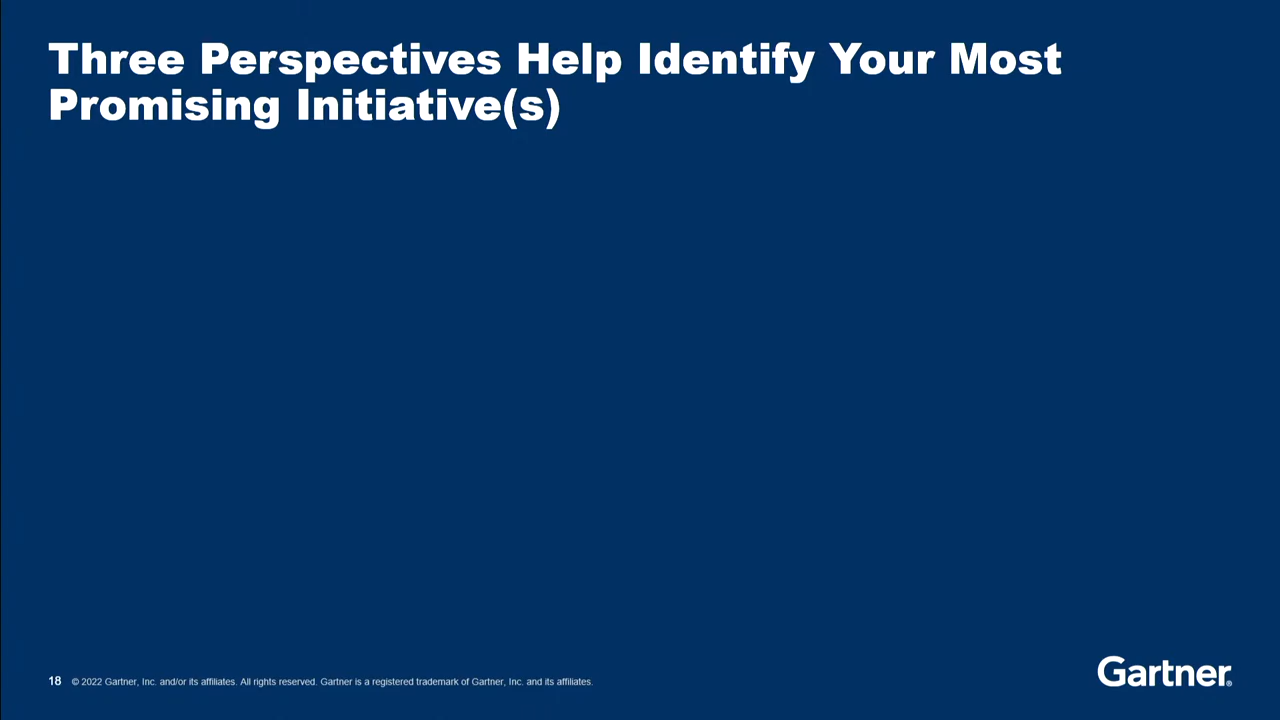 Three Perspectives Help Identify Your Most
Promising Initiative(s)
18 © 2022 Gartner, Inc. and/or its affiliates. All rights reserved. Gartner is a registered trademark of Gartner, Inc. and its affiliates.
Gartner®